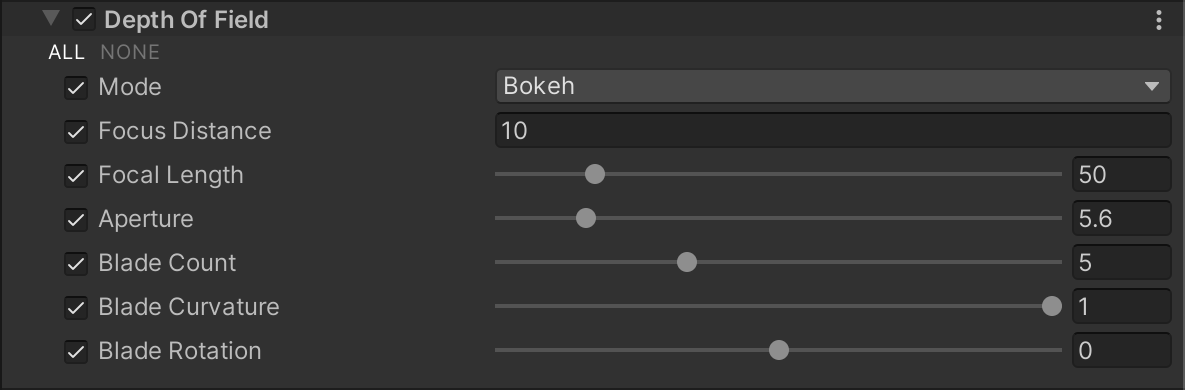 Depth Of Field
ALL NONE
Mode Bokeh
Focus Distance 10
Focal Length 50
Aperture 5.6
Blade Count 5
Blade Curvature 1
Blade Rotation 0